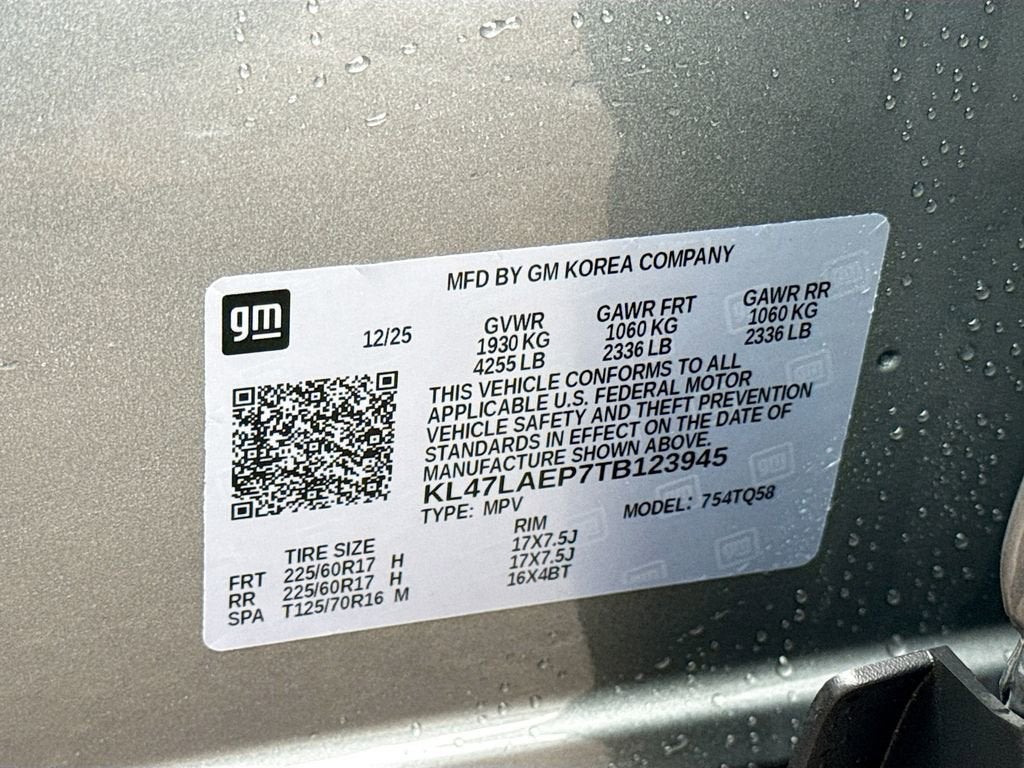 MFD BY GM KOREA COMPANY
gm
12/25
GVWR GAWR FRT GAWR RR
1930 KG 1060 KG 1060 KG
4255 LB 2336 LB 2336 LB
THIS VEHICLE CONFORMS TO ALL
APPLICABLE U.S. FEDERAL MOTOR
VEHICLE SAFETY AND THEFT PREVENTION
STANDARDS IN EFFECT ON THE DATE OF
MANUFACTURE SHOWN ABOVE.
KL47LAEP7TB123945
TYPE: MPV MODEL: 754TQ58
TIRE SIZE RIM
FRT 225/60R17 H 17X7.5J
RR 225/60R17 H 17X7.5J
SPA T125/70R16 M 16X4BT